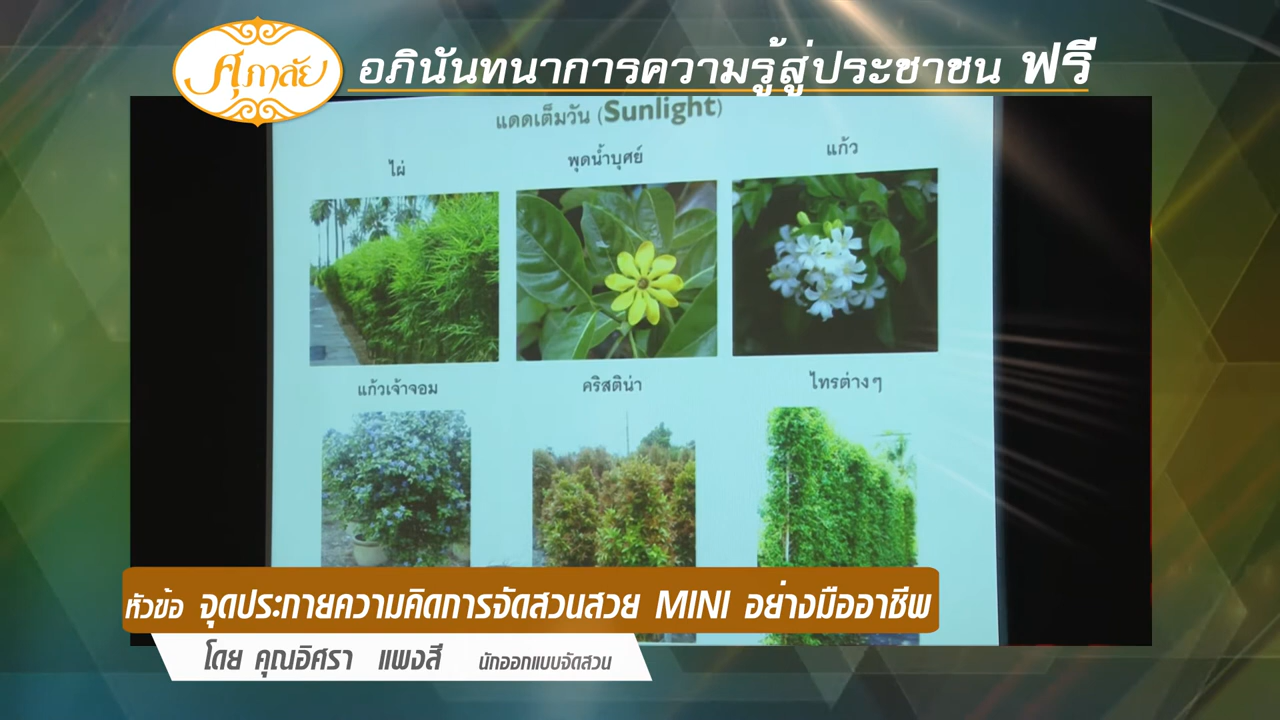 ศุภาลัย
อภินันทนาการความรู้สู่ประชาชน ฟรี
แดดเต็มวัน (Sunlight)
ไผ่ พุดน้ำบุศย์ แก้ว
แก้วเจ้าจอม คริสติน่า ไทรต่างๆ
หัวข้อ จุดประกายความคิดการจัดสวนสวย MINI อย่างมืออาชีพ
โดย คุณอิศรา แพงสี นักออกแบบจัดสวน